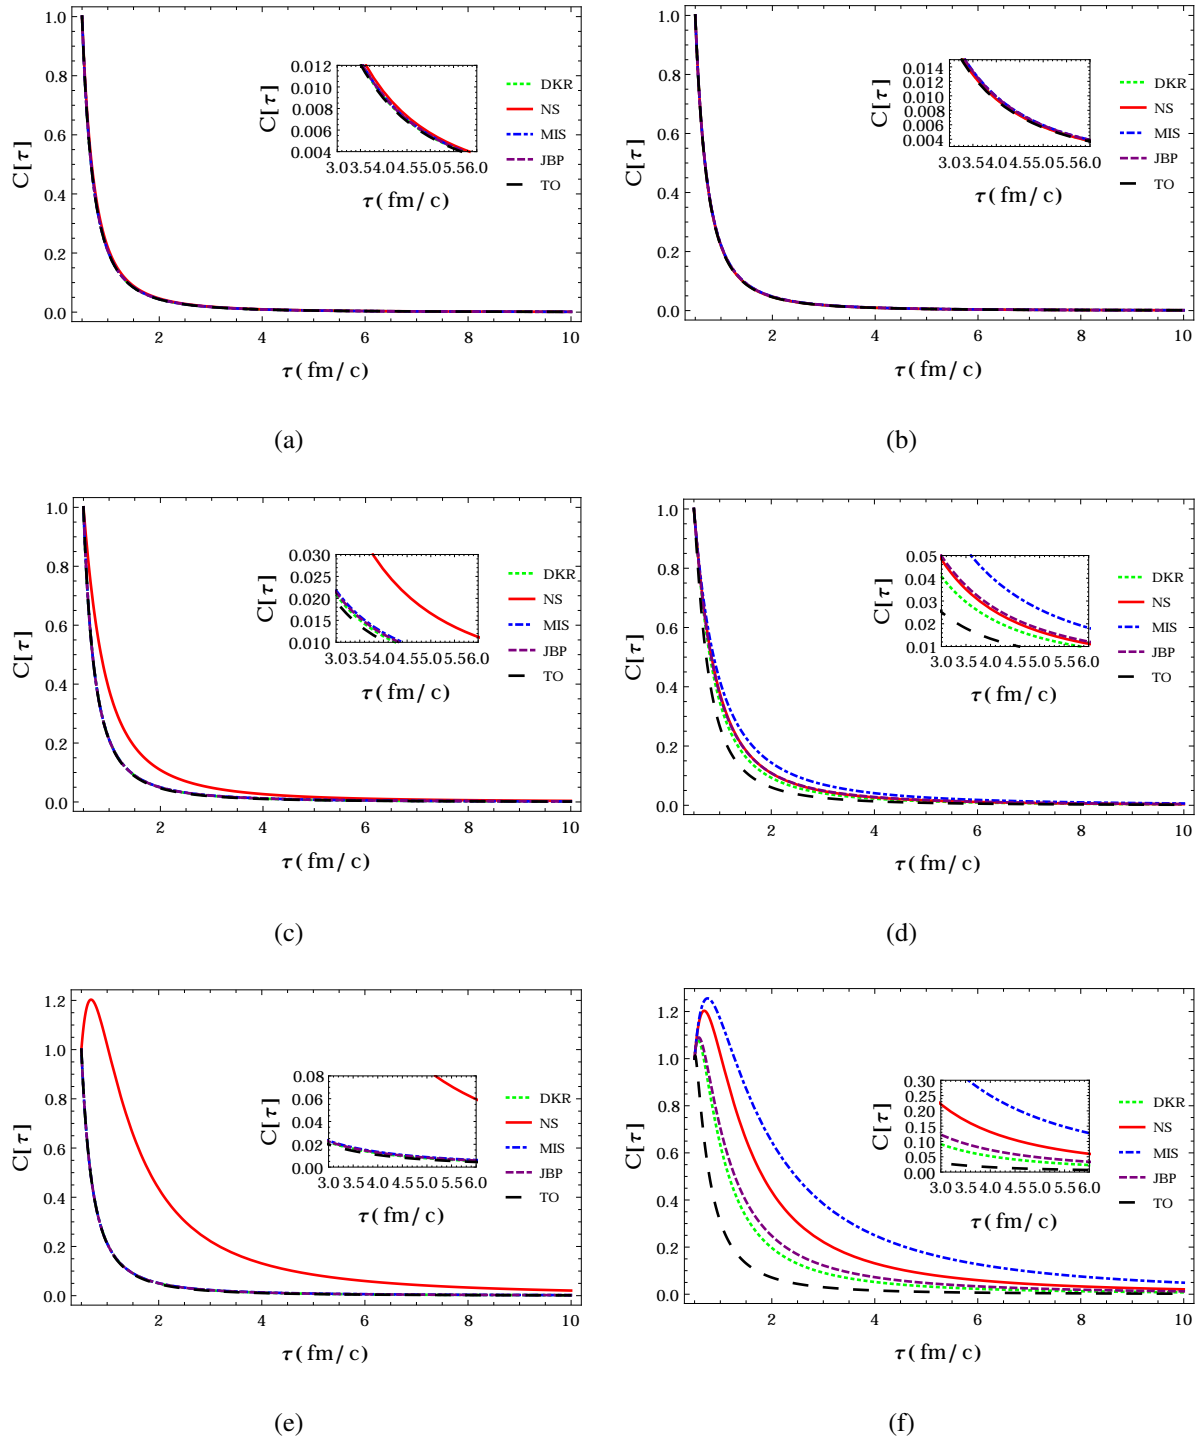 C[τ]
1.0
0.8
0.6
0.4
0.2
0.0
2 4 6 8 10
τ(fm/c)
C[τ]
0.012
0.010
0.008
0.006
0.004
3.0 3.5 4.0 4.5 5.0 5.5 6.0
τ(fm/c)
DKR
NS
MIS
JBP
TO
(a)
C[τ]
1.0
0.8
0.6
0.4
0.2
0.0
2 4 6 8 10
τ(fm/c)
C[τ]
0.014
0.012
0.010
0.008
0.006
0.004
3.0 3.5 4.0 4.5 5.0 5.5 6.0
τ(fm/c)
DKR
NS
MIS
JBP
TO
(b)
C[τ]
1.0
0.8
0.6
0.4
0.2
0.0
2 4 6 8 10
τ(fm/c)
C[τ]
0.030
0.025
0.020
0.015
0.010
3.0 3.5 4.0 4.5 5.0 5.5 6.0
τ(fm/c)
DKR
NS
MIS
JBP
TO
(c)
C[τ]
1.0
0.8
0.6
0.4
0.2
0.0
2 4 6 8 10
τ(fm/c)
C[τ]
0.05
0.04
0.03
0.02
0.01
3.0 3.5 4.0 4.5 5.0 5.5 6.0
τ(fm/c)
DKR
NS
MIS
JBP
TO
(d)
C[τ]
1.2
1.0
0.8
0.6
0.4
0.2
0.0
2 4 6 8 10
τ(fm/c)
C[τ]
0.08
0.06
0.04
0.02
0.00
3.0 3.5 4.0 4.5 5.0 5.5 6.0
τ(fm/c)
DKR
NS
MIS
JBP
TO
(e)
C[τ]
1.2
1.0
0.8
0.6
0.4
0.2
0.0
2 4 6 8 10
τ(fm/c)
C[τ]
0.30
0.25
0.20
0.15
0.10
0.05
0.00
3.0 3.5 4.0 4.5 5.0 5.5 6.0
τ(fm/c)
DKR
NS
MIS
JBP
TO
(f)